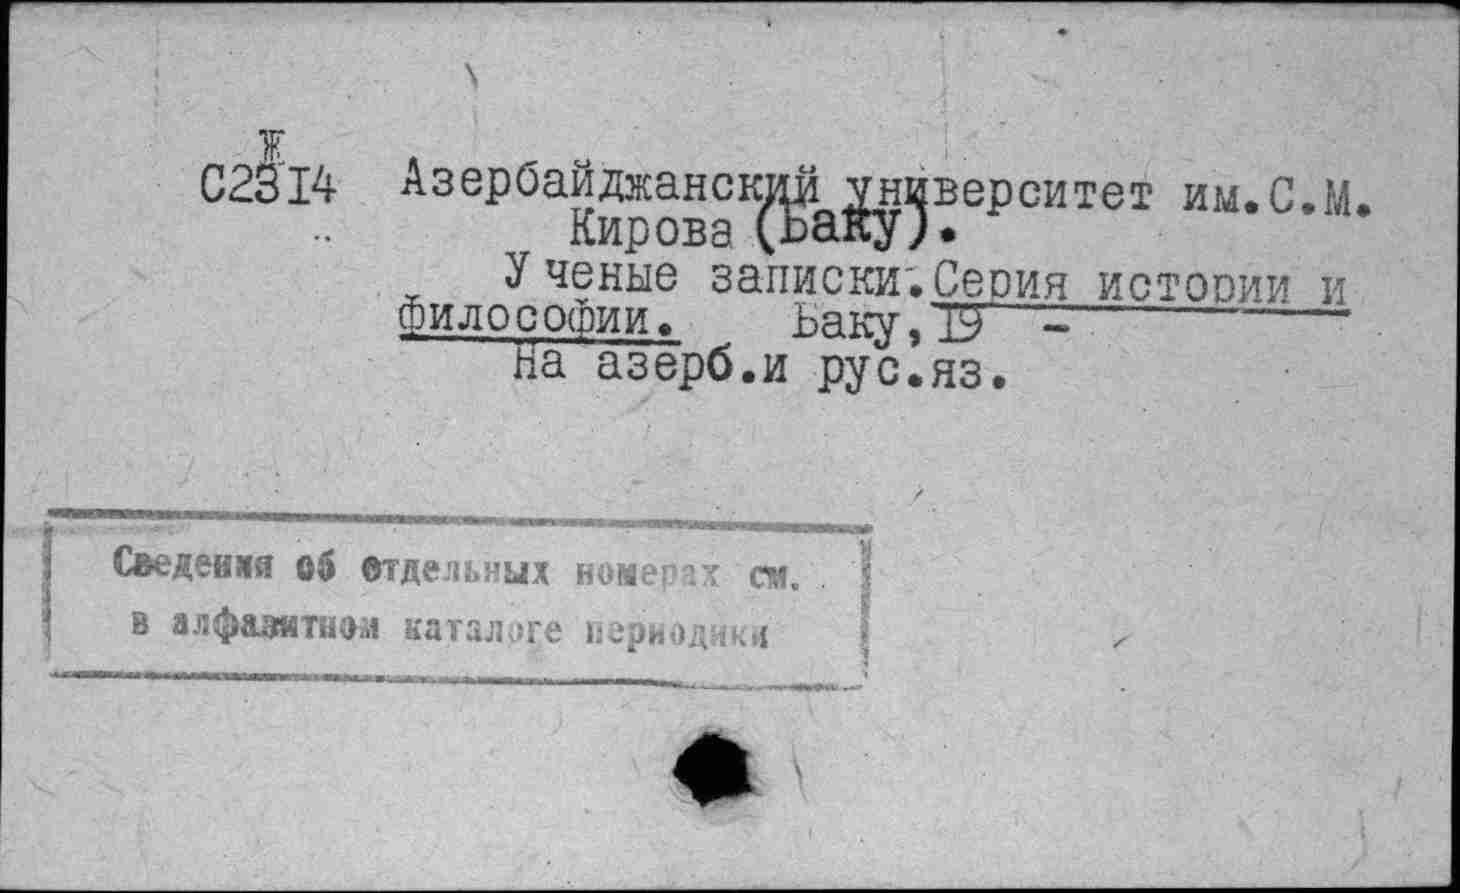 Ж
С2314 Азербайджанский университет им.С.М.
Кирова (Баку).
Ученые записки.Серия истории и
философии. Баку,19 -
На азерб.и рус.яз.
Сведения об отдельных номерах см.
в алфавитном каталоге периодики